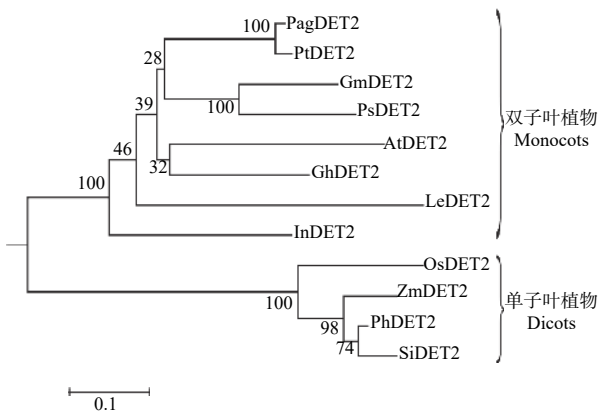 100
PagDET2
PtDET2
28
GmDET2
100
PsDET2
39
AtDET2
46
32
GhDET2
LeDET2
100
InDET2
双子叶植物
Monocots
OsDET2
100
ZmDET2
98
PhDET2
74
SiDET2
单子叶植物
Dicots
0.1